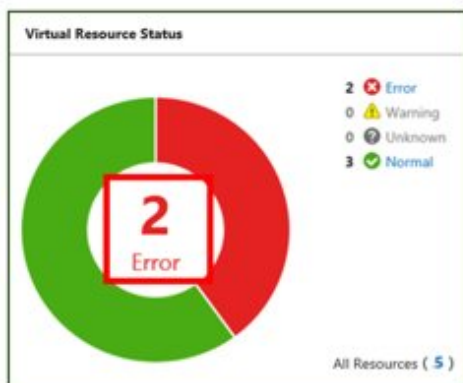 Virtual Resource Status
2 Error
0 Warning
0 Unknown
3 Normal
2
Error
All Resources ( 5 )